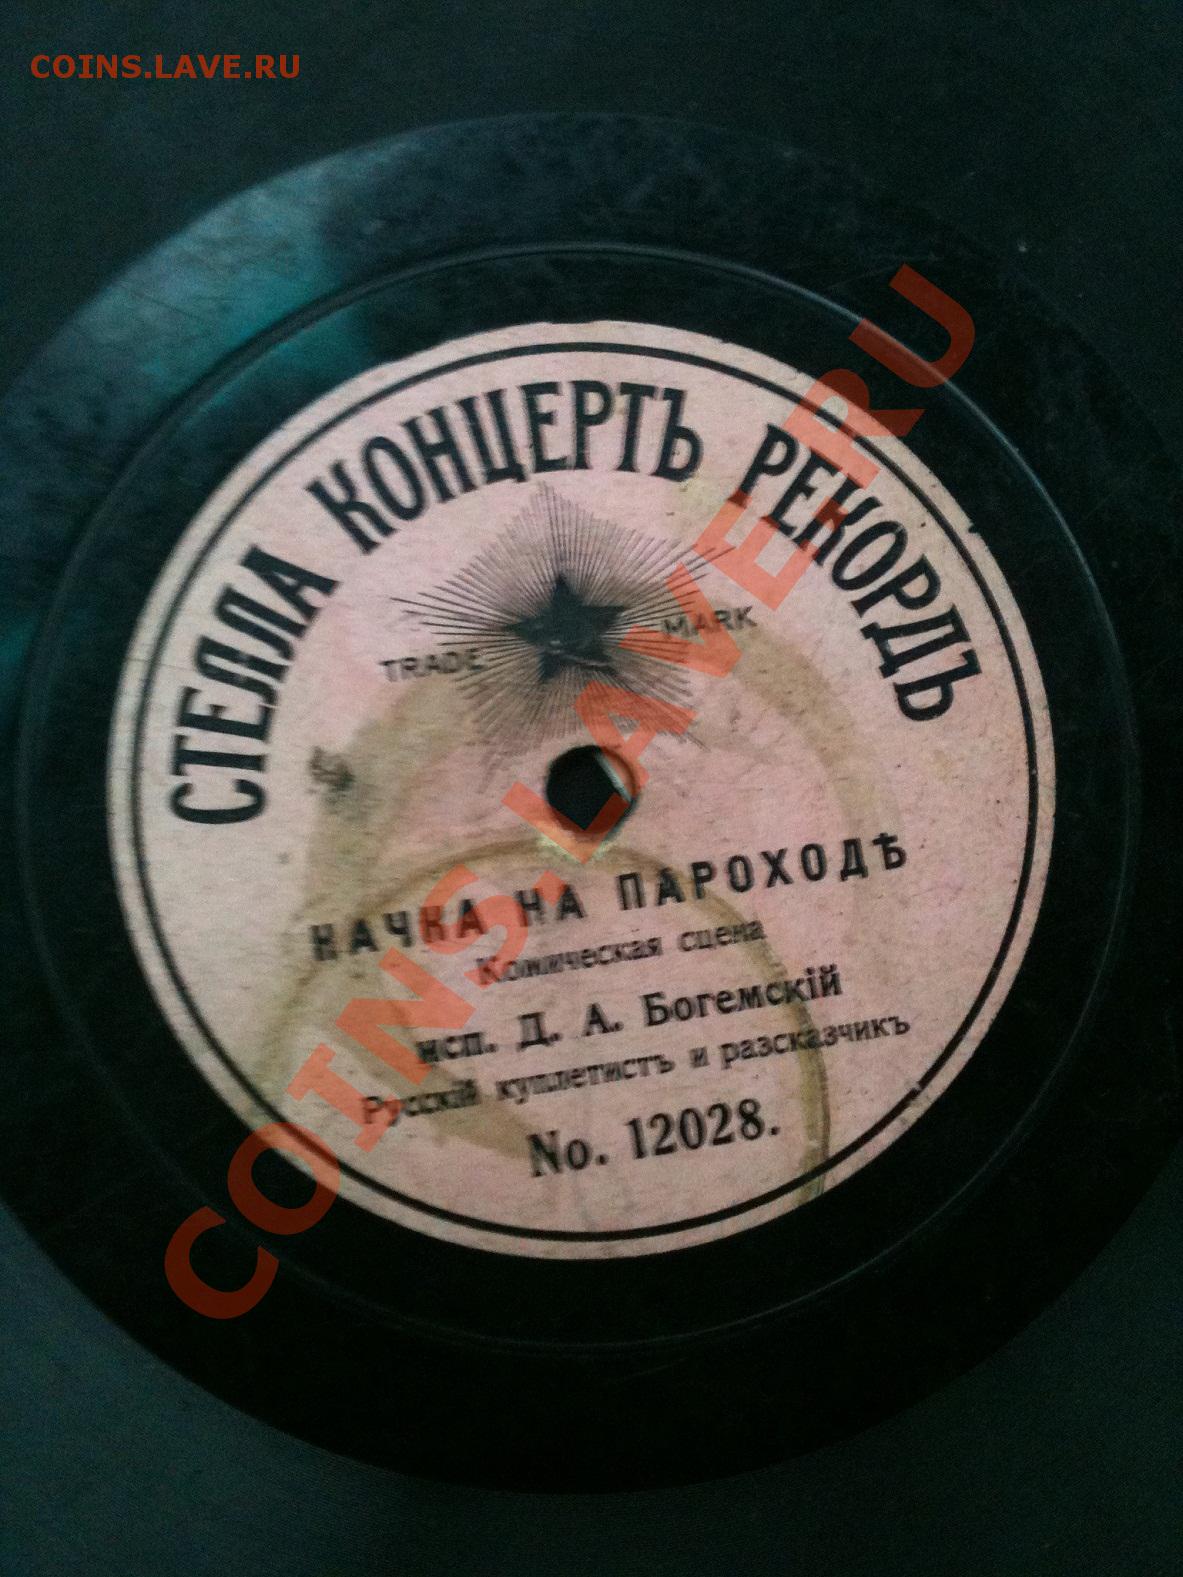 COINS.LAVE.RU
СТЕЛЛА КОНЦЕРТЪ РЕКОРДЪ
TRADE MARK
КАЧКА НА ПАРОХОДѢ
Комическая сцена
исп. Д. А. Богемскій
Русскій куплетистъ и разсказчикъ
No. 12028.
COINS.LAVE.RU